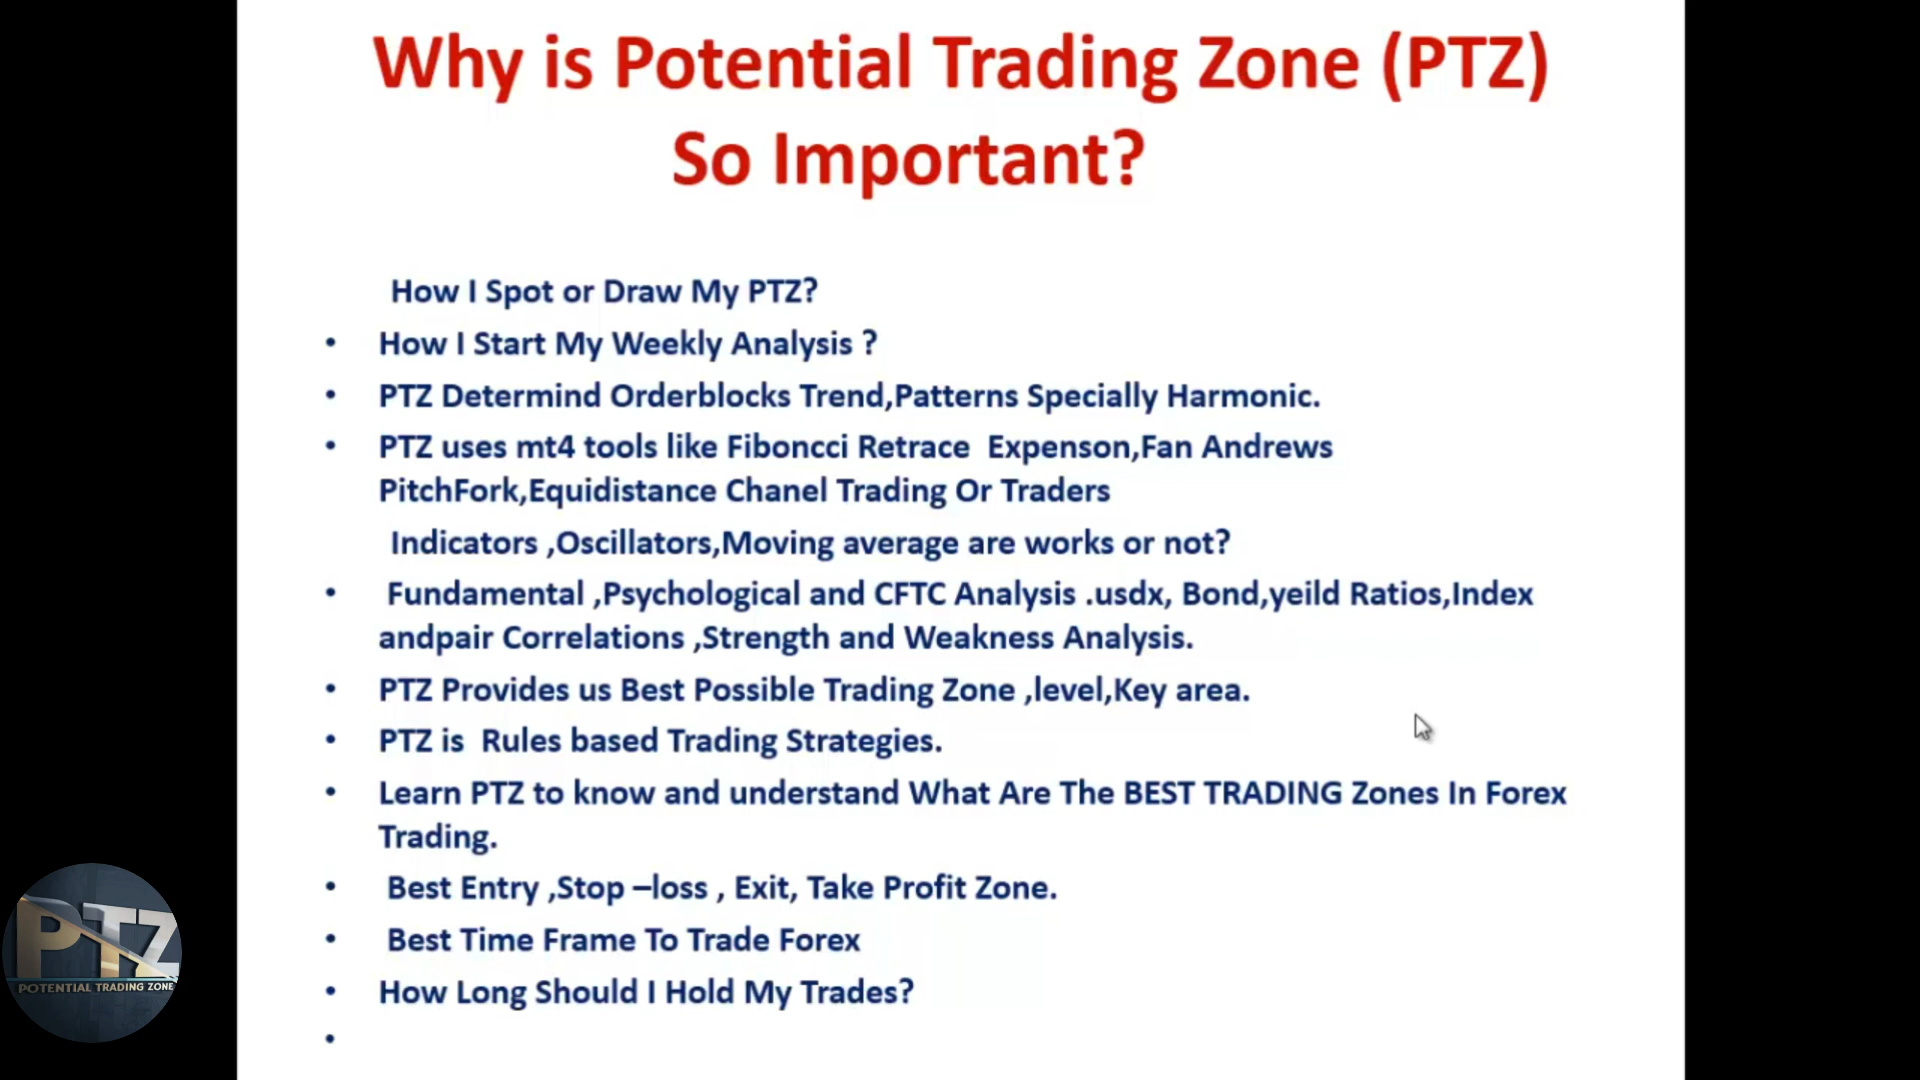 Why is Potential Trading Zone (PTZ)
So Important?
How I Spot or Draw My PTZ?
• How I Start My Weekly Analysis ?
• PTZ Determind Orderblocks Trend,Patterns Specially Harmonic.
• PTZ uses mt4 tools like Fiboncci Retrace  Expenson,Fan Andrews
PitchFork,Equidistance Chanel Trading Or Traders
Indicators ,Oscillators,Moving average are works or not?
• Fundamental ,Psychological and CFTC Analysis .usdx, Bond,yeild Ratios,Index
andpair Correlations ,Strength and Weakness Analysis.
• PTZ Provides us Best Possible Trading Zone ,level,Key area.
• PTZ is  Rules based Trading Strategies.
• Learn PTZ to know and understand What Are The BEST TRADING Zones In Forex
Trading.
• Best Entry ,Stop –loss , Exit, Take Profit Zone.
• Best Time Frame To Trade Forex
• How Long Should I Hold My Trades?
•
PTZ
POTENTIAL TRADING ZONE